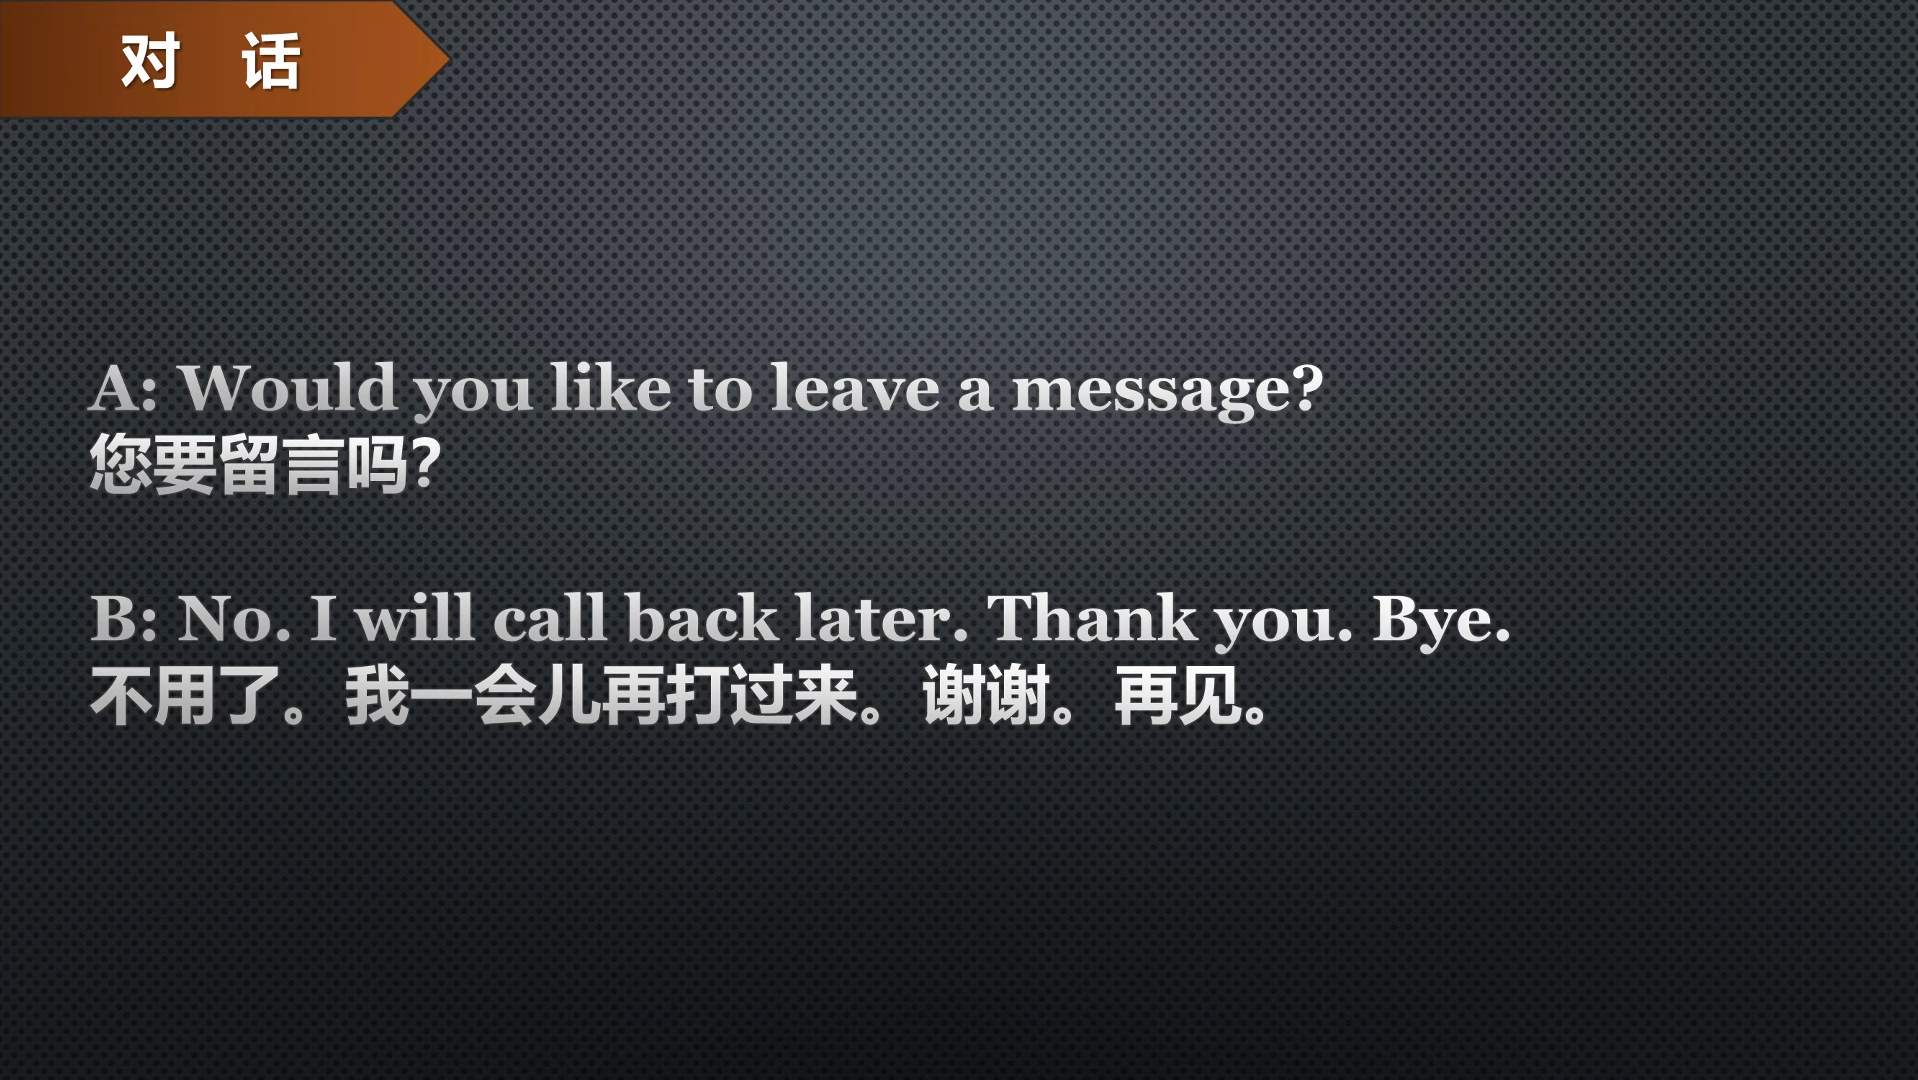 对 话
A: Would you like to leave a message?
您要留言吗?
B: No. I will call back later. Thank you. Bye.
不用了。我一会儿再打过来。谢谢。再见。